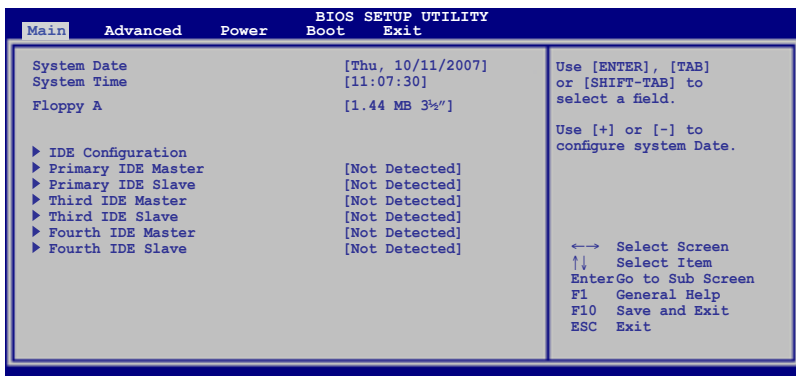 BIOS SETUP UTILITY
Main Advanced Power Boot Exit
System Date [Thu, 10/11/2007]
System Time [11:07:30]
Floppy A [1.44 MB 3½"]
IDE Configuration
Primary IDE Master [Not Detected]
Primary IDE Slave [Not Detected]
Third IDE Master [Not Detected]
Third IDE Slave [Not Detected]
Fourth IDE Master [Not Detected]
Fourth IDE Slave [Not Detected]
Use [ENTER], [TAB]
or [SHIFT-TAB] to
select a field.
Use [+] or [-] to
configure system Date.
←→ Select Screen
↑↓ Select Item
Enter Go to Sub Screen
F1 General Help
F10 Save and Exit
ESC Exit